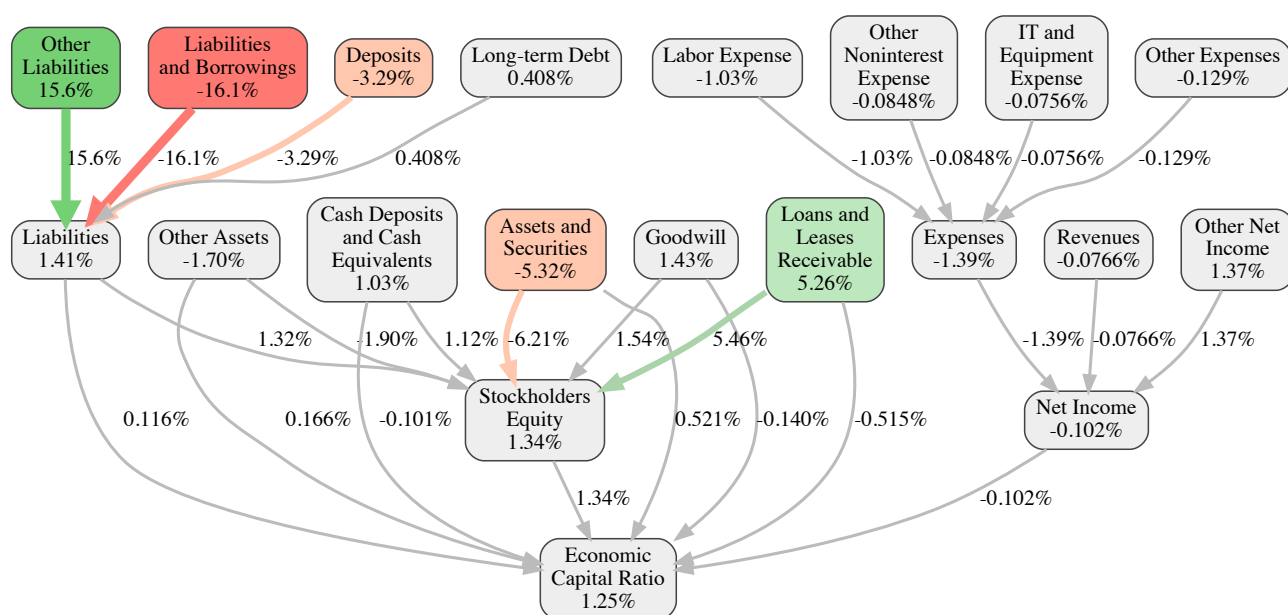 Other
Liabilities
15.6%
Liabilities
and Borrowings
-16.1%
Deposits
-3.29%
Long-term Debt
0.408%
Labor Expense
-1.03%
Other
Noninterest
Expense
-0.0848%
IT and
Equipment
Expense
-0.0756%
Other Expenses
-0.129%
15.6%
-16.1%
-3.29%
0.408%
-1.03%
-0.0848%
-0.0756%
-0.129%
Liabilities
1.41%
Other Assets
-1.70%
Cash Deposits
and Cash
Equivalents
1.03%
Assets and
Securities
-5.32%
Goodwill
1.43%
Loans and
Leases
Receivable
5.26%
Expenses
-1.39%
Revenues
-0.0766%
Other Net
Income
1.37%
1.32%
-1.90%
1.12%
-6.21%
1.54%
5.46%
-1.39%
-0.0766%
1.37%
Stockholders
Equity
1.34%
Net Income
-0.102%
0.116%
0.166%
-0.101%
0.521%
-0.140%
-0.515%
1.34%
-0.102%
Economic
Capital Ratio
1.25%